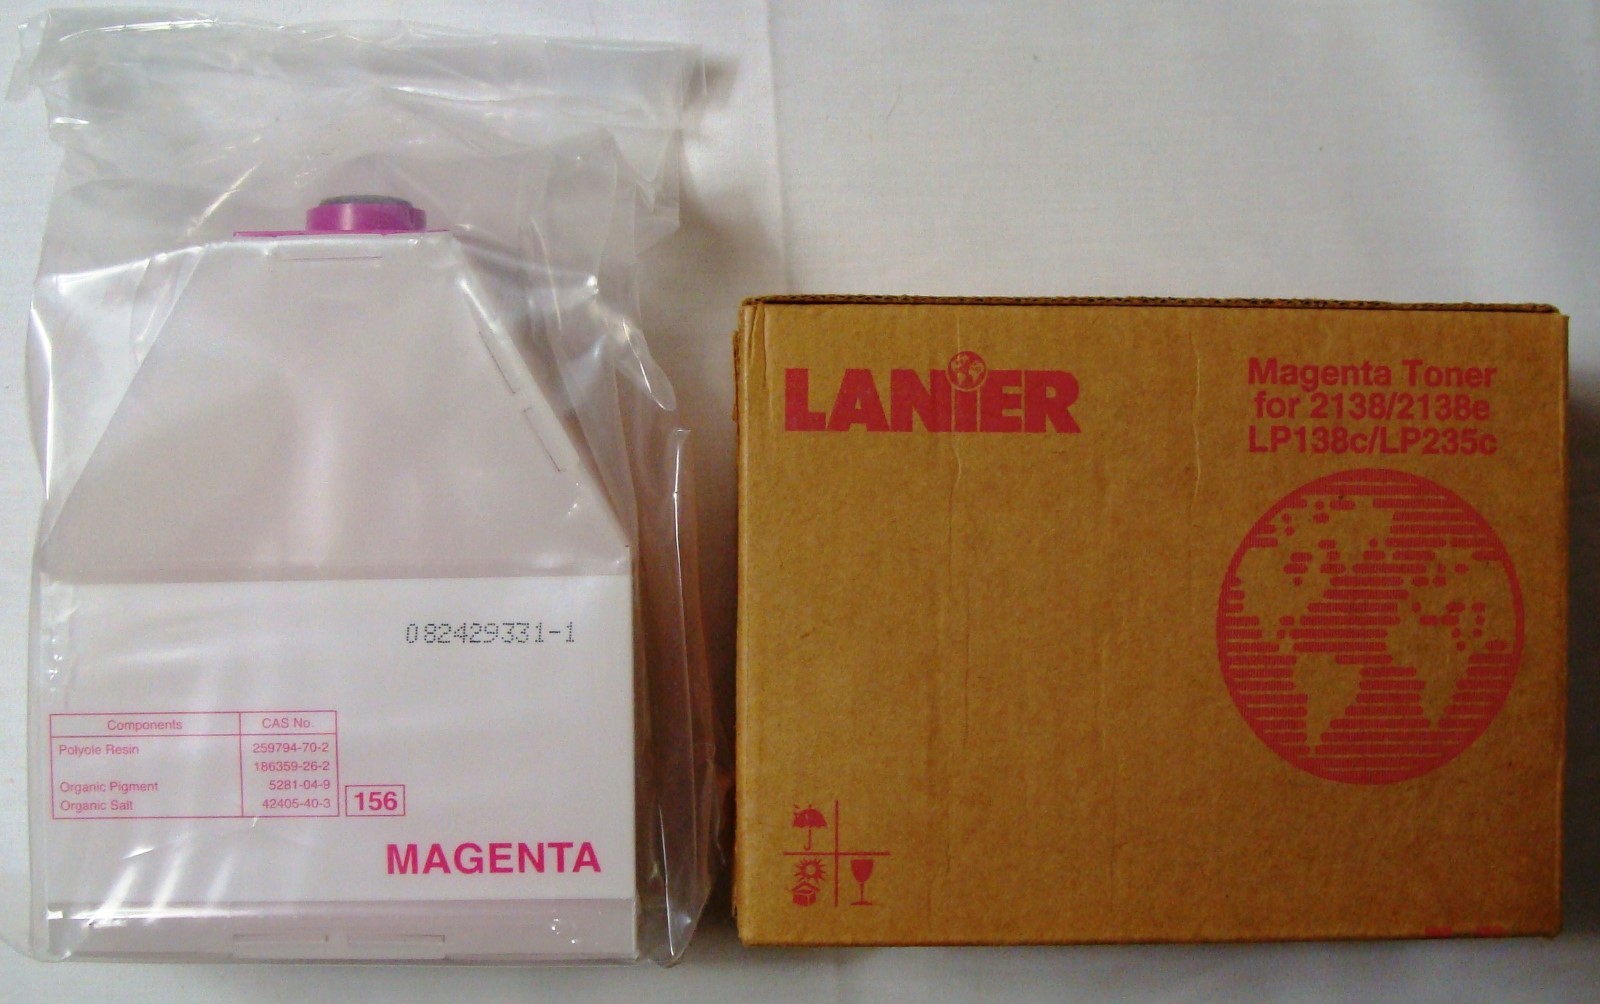 082429331-1
Components CAS No.
Polyole Resin 259794-70-2
186359-26-2
Organic Pigment 5281-04-9
Organic Salt 42405-40-3
156
MAGENTA
LANiER
Magenta Toner
for 2138/2138e
LP138c/LP235c